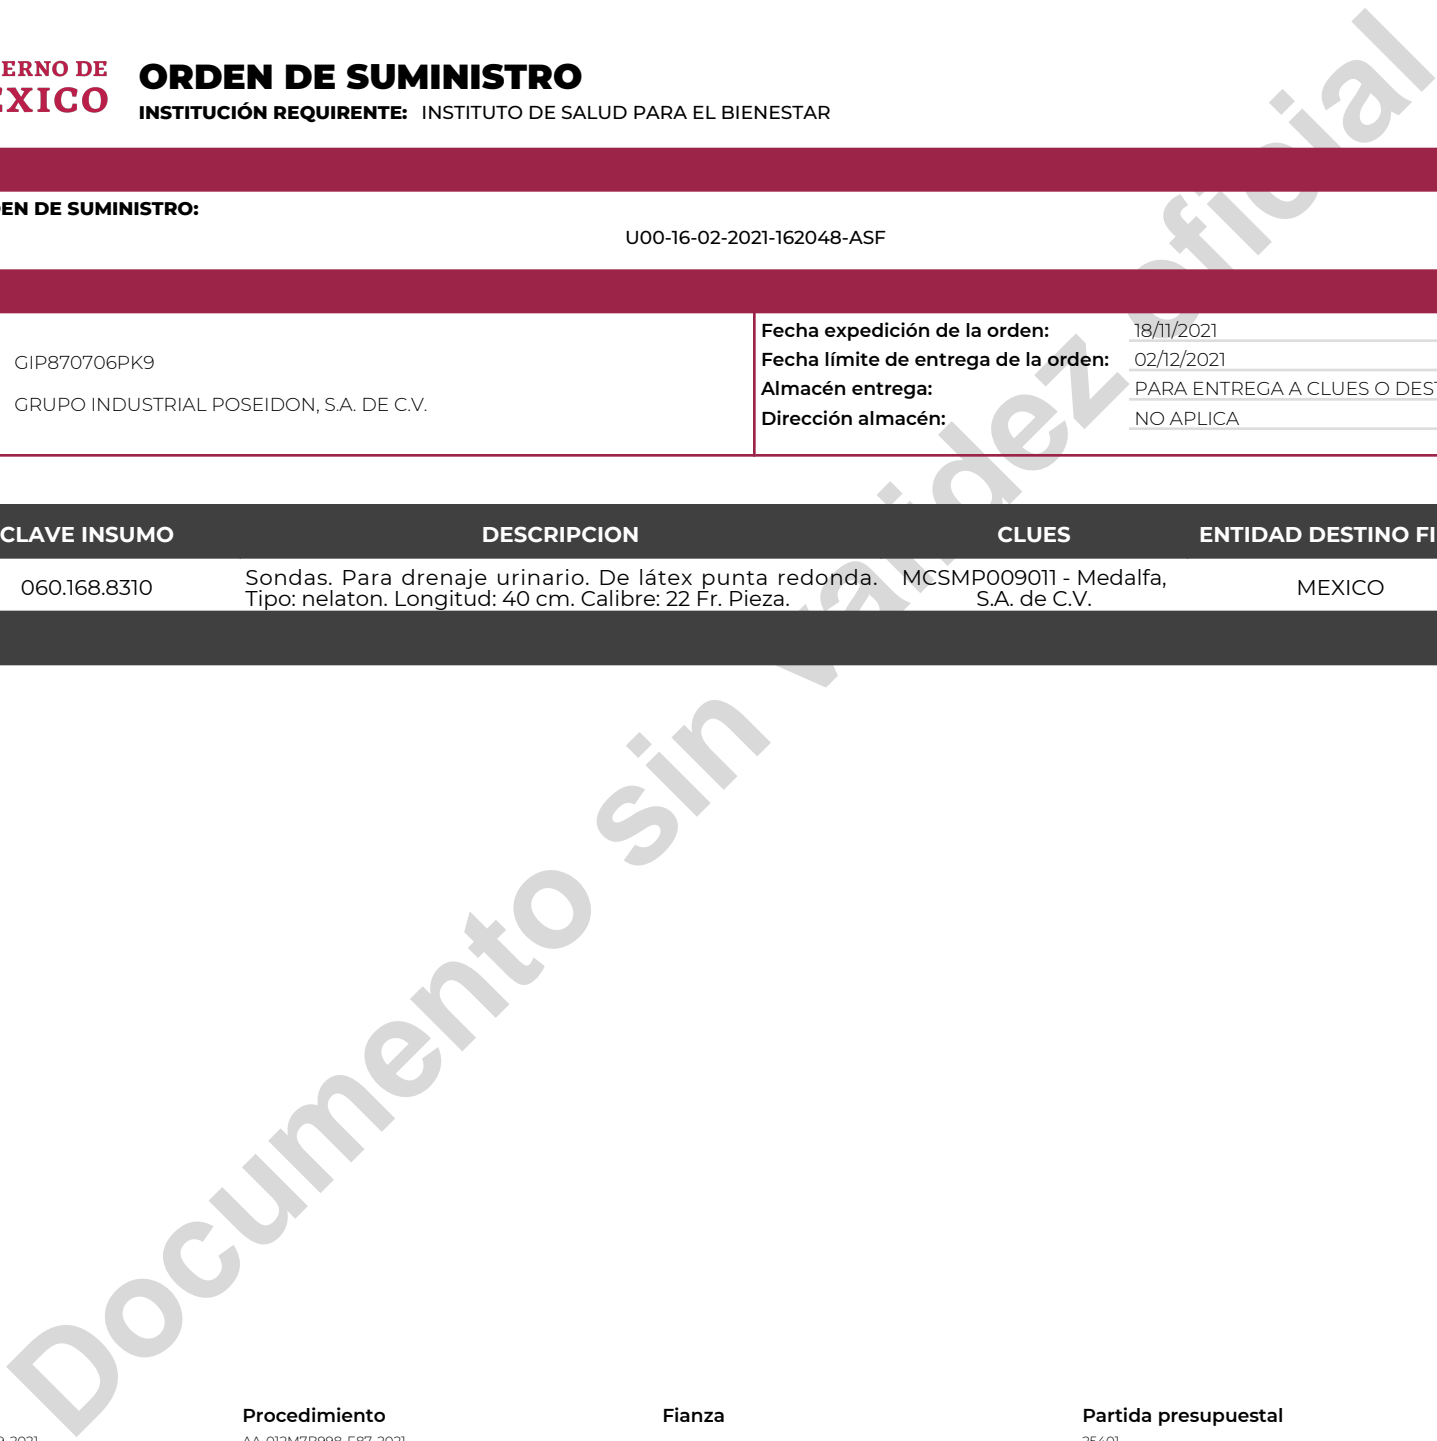 ERNO DE
EXICO
ORDEN DE SUMINISTRO
INSTITUCIÓN REQUIRENTE: INSTITUTO DE SALUD PARA EL BIENESTAR
EN DE SUMINISTRO:
U00-16-02-2021-162048-ASF
GIP870706PK9
GRUPO INDUSTRIAL POSEIDON, S.A. DE C.V.
Fecha expedición de la orden: 18/11/2021
Fecha límite de entrega de la orden: 02/12/2021
Almacén entrega: PARA ENTREGA A CLUES O DEST
Dirección almacén: NO APLICA
CLAVE INSUMO DESCRIPCION CLUES ENTIDAD DESTINO FI
060.168.8310
Sondas. Para drenaje urinario. De látex punta redonda.
Tipo: nelaton. Longitud: 40 cm. Calibre: 22 Fr. Pieza.
MCSMP009011 - Medalfa,
S.A. de C.V.
MEXICO
Documento sin validez oficial
Procedimiento Fianza Partida presupuestal